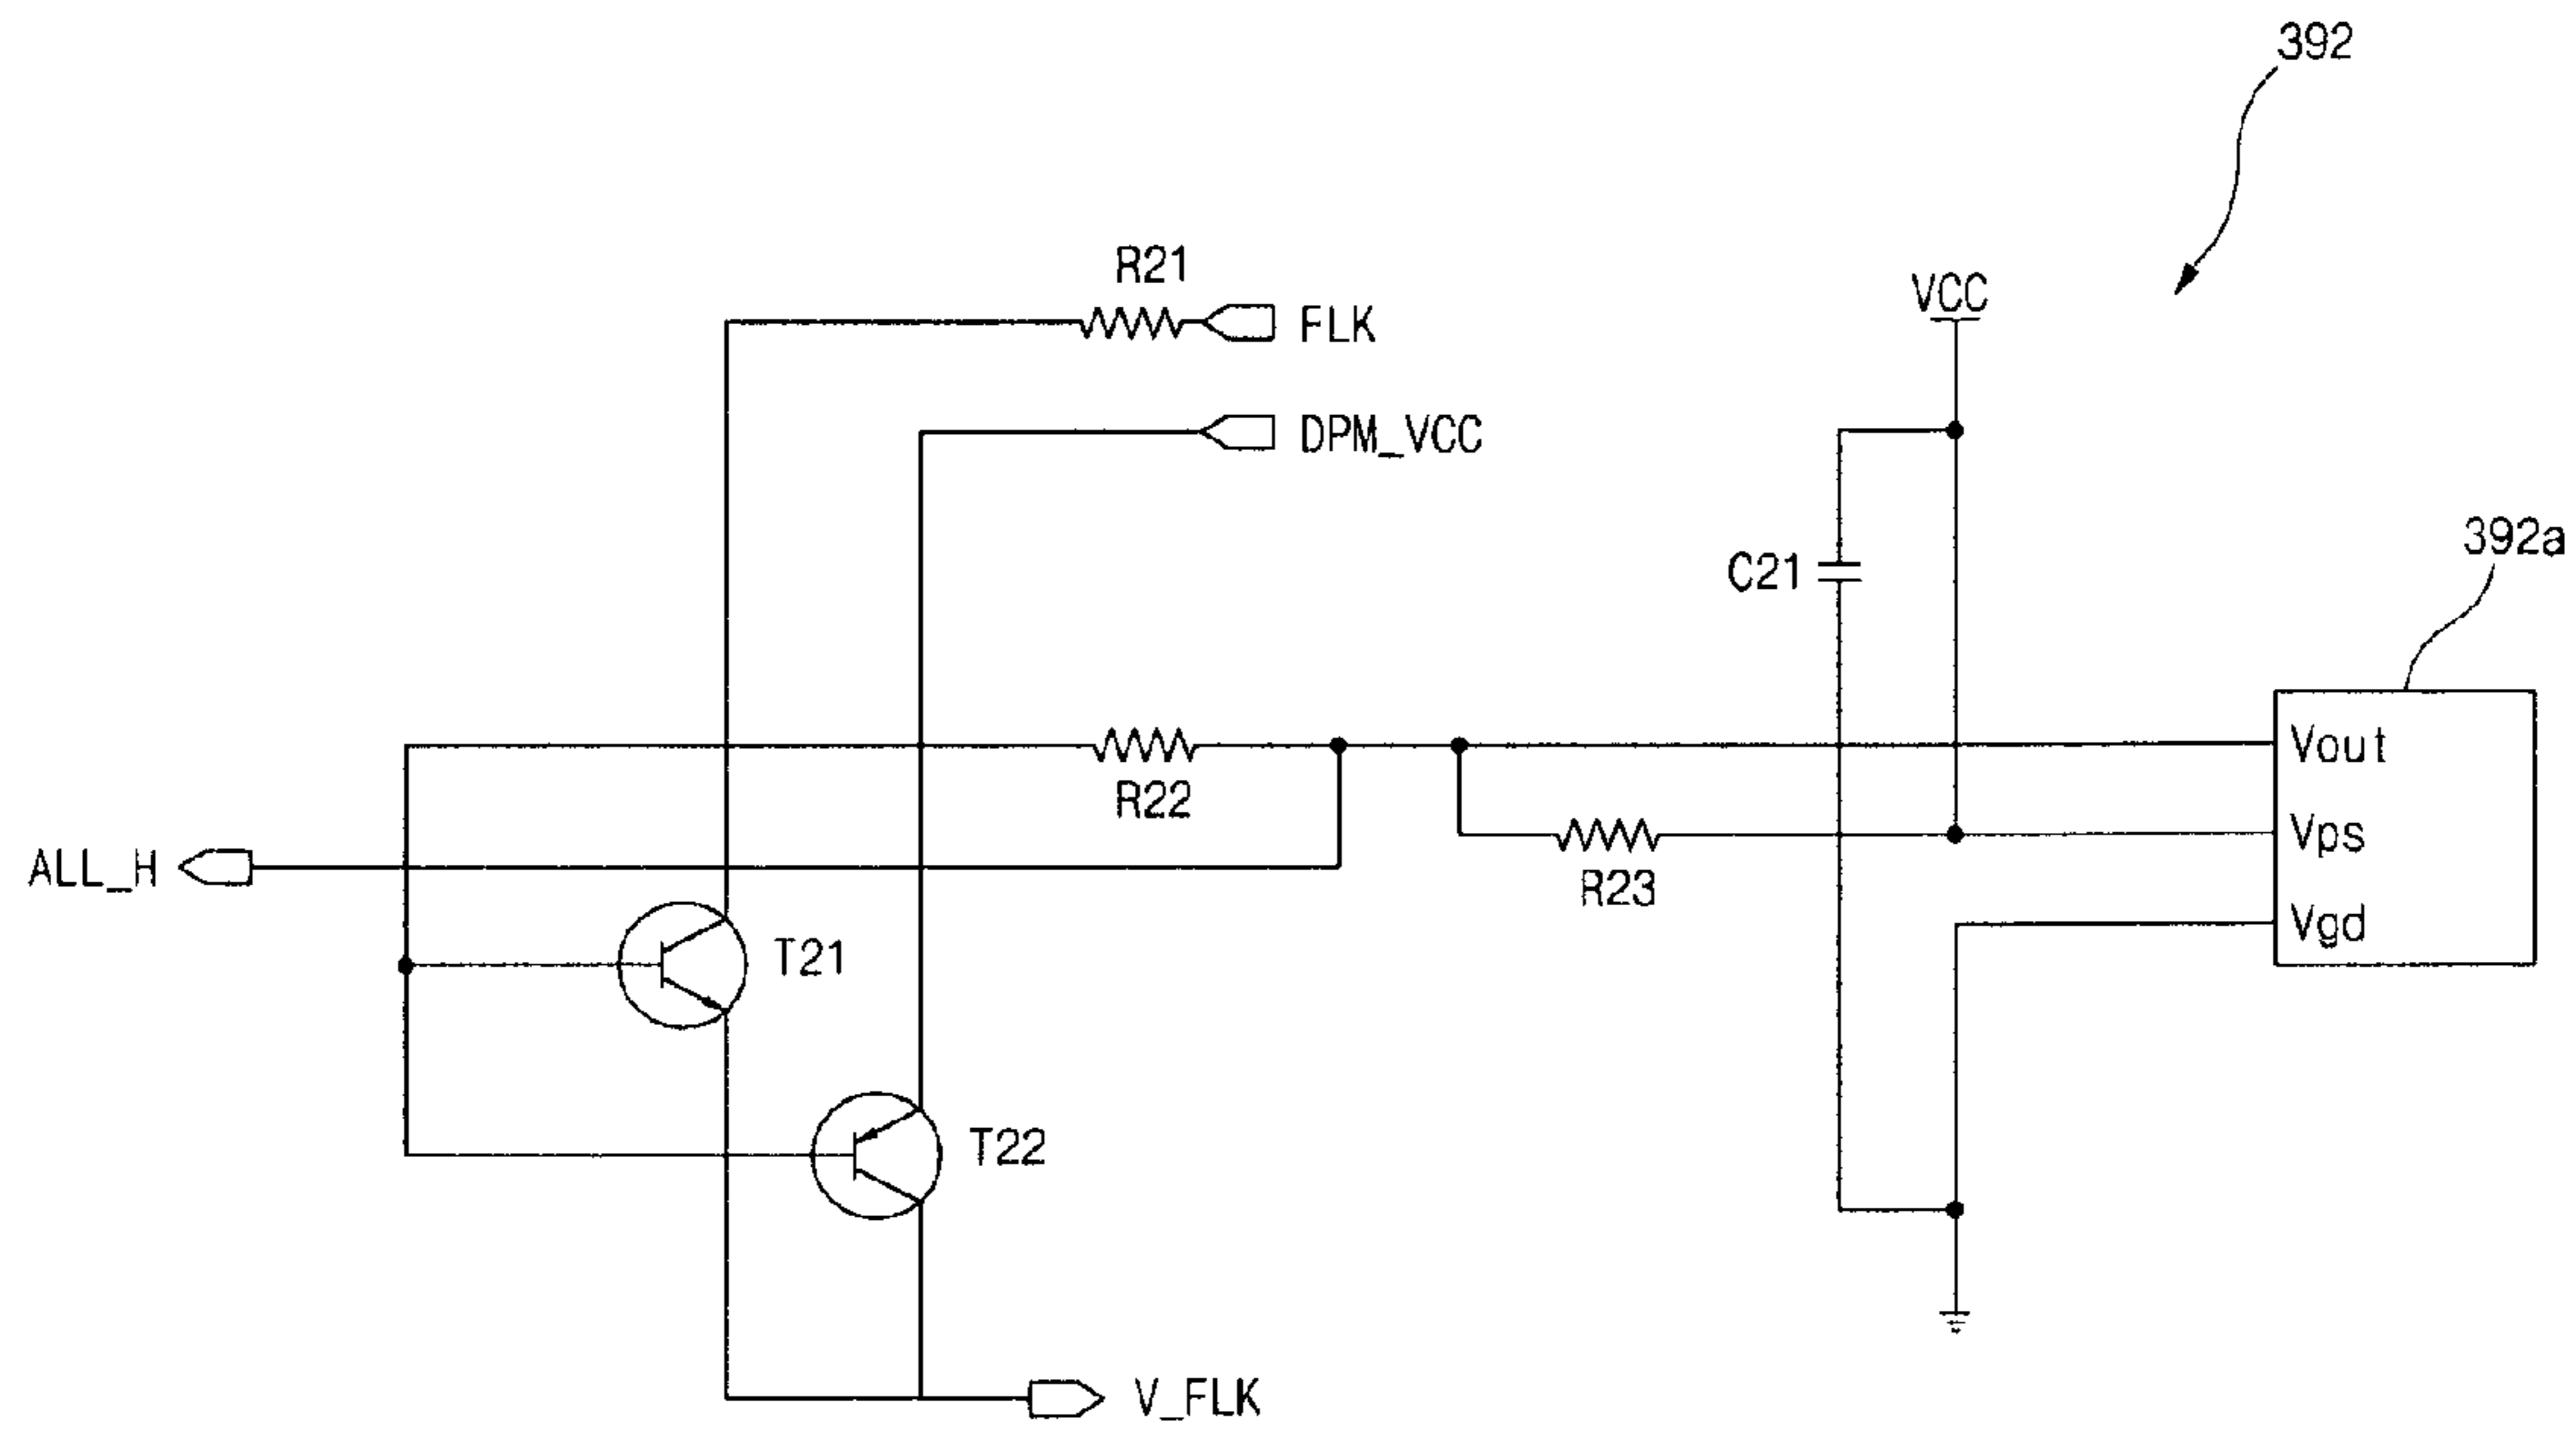 392
R21
VCC
FLK
DPM_VCC
392a
C21
Vout
R22
Vps
ALL_H
R23
Vgd
T21
T22
V_FLK